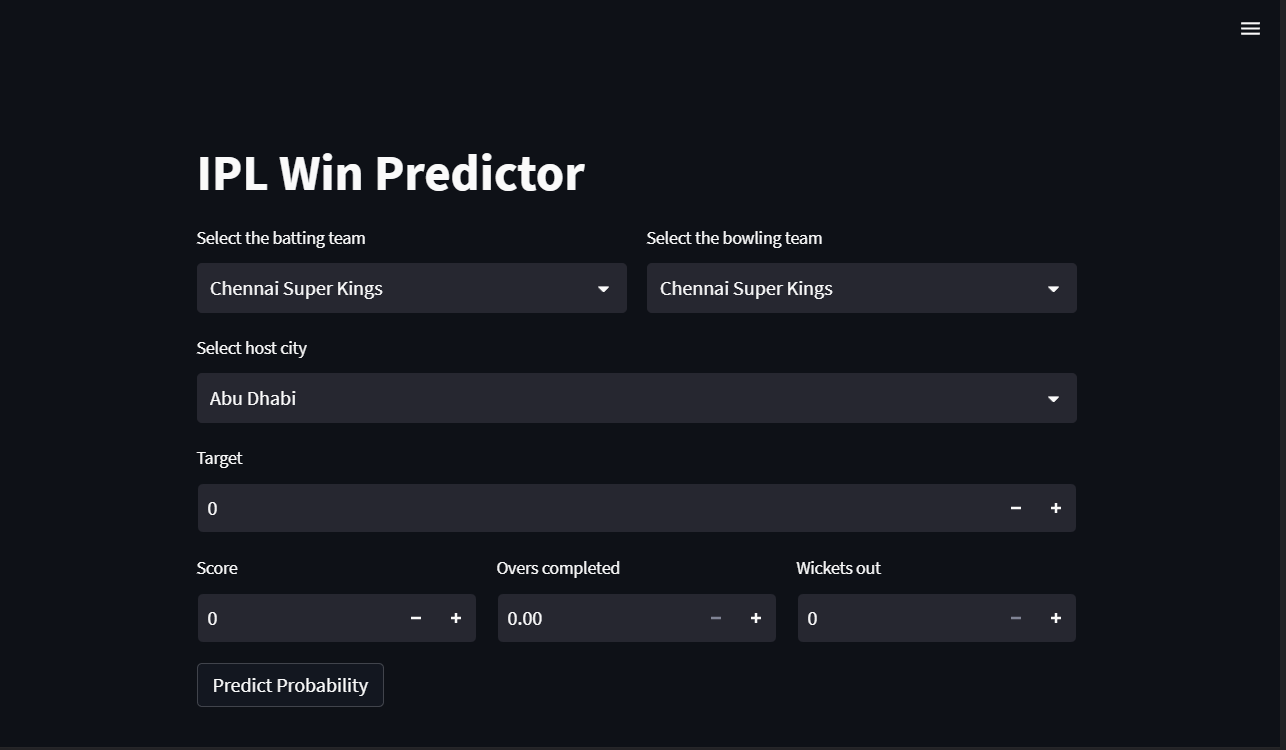 IPL Win Predictor
Select the batting team
Select the bowling team
Chennai Super Kings
Chennai Super Kings
Select host city
Abu Dhabi
Target
0
Score
Overs completed
Wickets out
0
0.00
0
Predict Probability